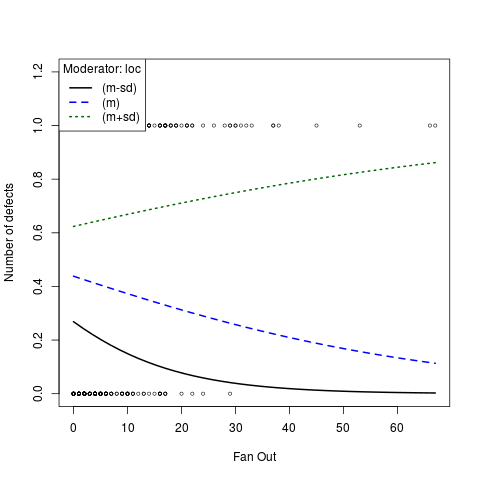 Moderator: loc
(m-sd)
(m)
(m+sd)
Number of defects
1.2
1.0
0.8
0.6
0.4
0.2
0.0
0 10 20 30 40 50 60
Fan Out